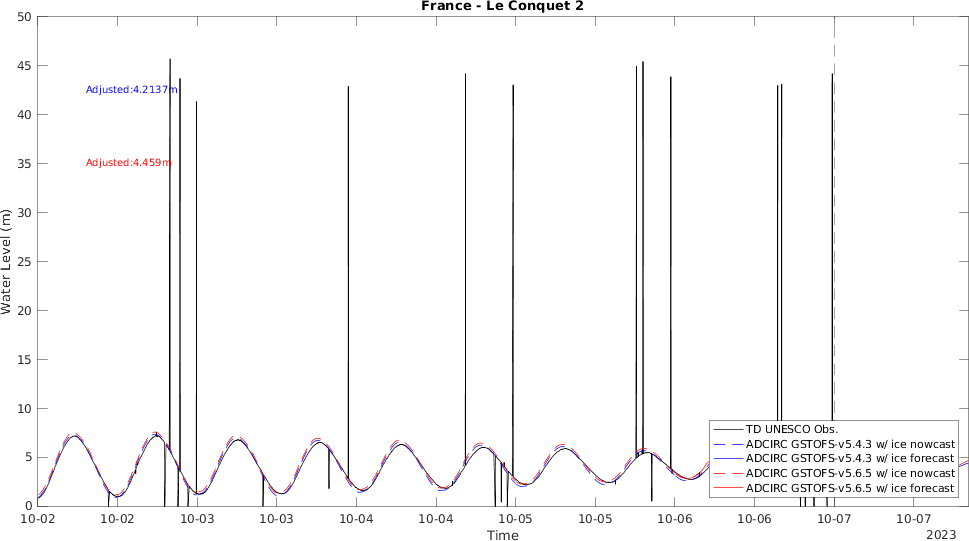 France - Le Conquet 2
50
45
40
35
30
25
20
15
10
5
0
Water Level (m)
Adjusted:4.2137m
Adjusted:4.459m
TD UNESCO Obs.
ADCIRC GSTOFS-v5.4.3 w/ ice nowcast
ADCIRC GSTOFS-v5.4.3 w/ ice forecast
ADCIRC GSTOFS-v5.6.5 w/ ice nowcast
ADCIRC GSTOFS-v5.6.5 w/ ice forecast
10-02 10-02 10-03 10-03 10-04 10-04 10-05 10-05 10-06 10-06 10-07 10-07
Time
2023